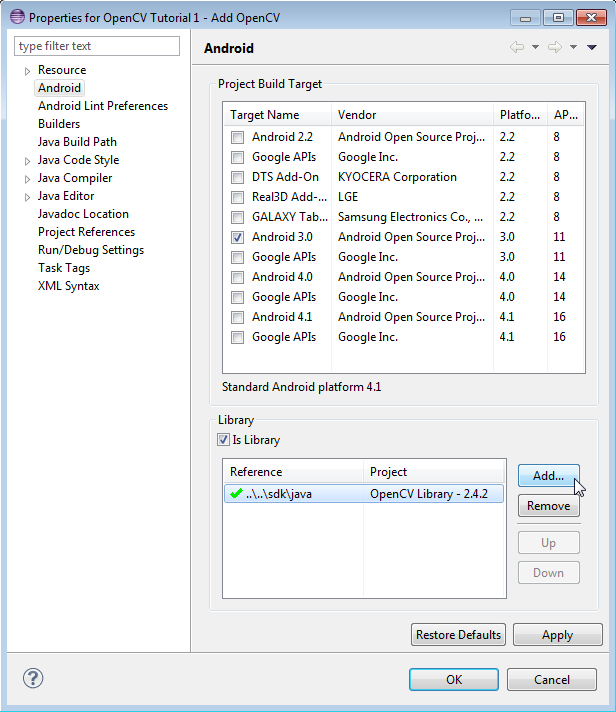 Properties for OpenCV Tutorial 1 - Add OpenCV
type filter text
Resource
Android
Android Lint Preferences
Builders
Java Build Path
Java Code Style
Java Compiler
Java Editor
Javadoc Location
Project References
Run/Debug Settings
Task Tags
XML Syntax
Android
Project Build Target
Target Name Vendor Platfo... AP...
Android 2.2 Android Open Source Proj... 2.2 8
Google APIs Google Inc. 2.2 8
DTS Add-On KYOCERA Corporation 2.2 8
Real3D Add-... LGE 2.2 8
GALAXY Tab... Samsung Electronics Co., ... 2.2 8
Android 3.0 Android Open Source Proj... 3.0 11
Google APIs Google Inc. 3.0 11
Android 4.0 Android Open Source Proj... 4.0 14
Google APIs Google Inc. 4.0 14
Android 4.1 Android Open Source Proj... 4.1 16
Google APIs Google Inc. 4.1 16
Standard Android platform 4.1
Library
Is Library
Reference Project
..\..\sdk\java OpenCV Library - 2.4.2
Add...
Remove
Up
Down
Restore Defaults Apply
? OK Cancel